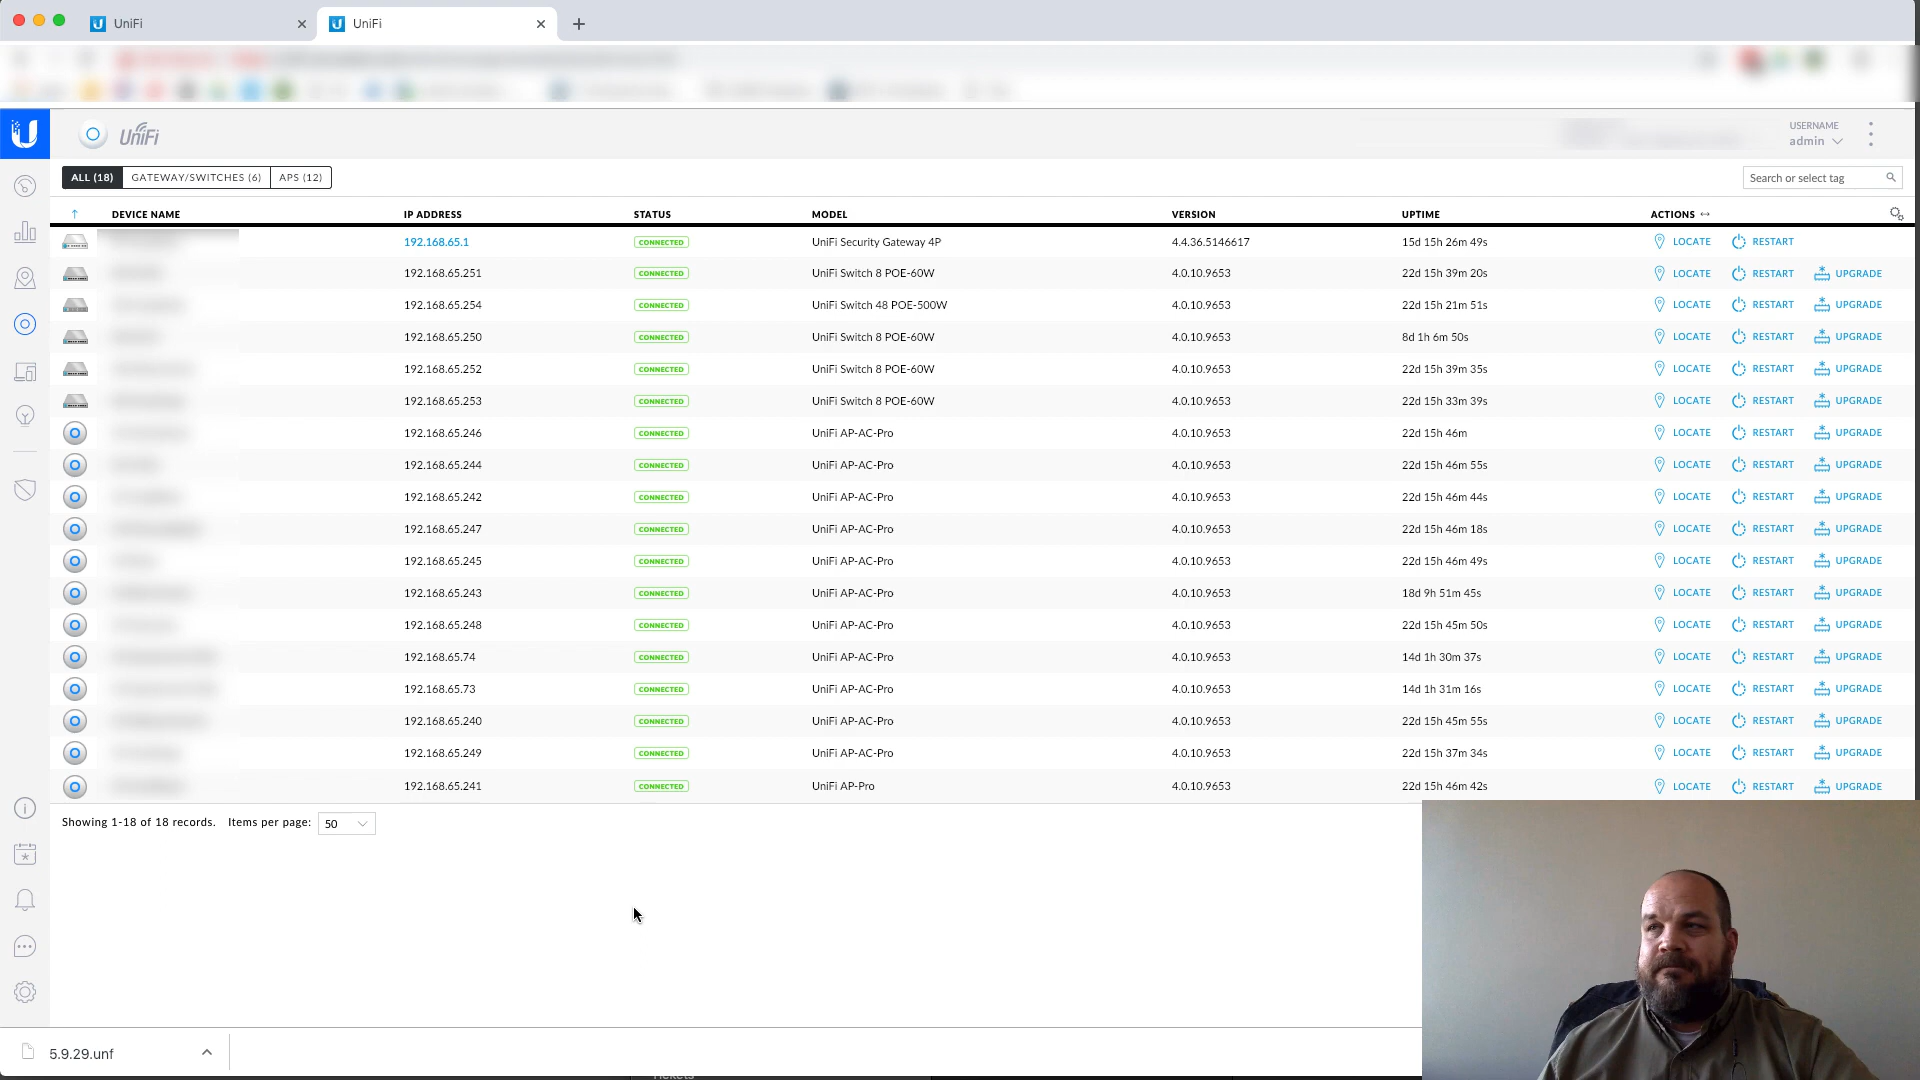 UniFi
UniFi
UniFi
USERNAME
admin
ALL (18) GATEWAY/SWITCHES (6) APS (12)
Search or select tag
DEVICE NAME IP ADDRESS STATUS MODEL VERSION UPTIME ACTIONS
192.168.65.1 CONNECTED UniFi Security Gateway 4P 4.4.36.5146617 15d 15h 26m 49s LOCATE RESTART
192.168.65.251 CONNECTED UniFi Switch 8 POE-60W 4.0.10.9653 22d 15h 39m 20s LOCATE RESTART UPGRADE
192.168.65.254 CONNECTED UniFi Switch 48 POE-500W 4.0.10.9653 22d 15h 21m 51s LOCATE RESTART UPGRADE
192.168.65.250 CONNECTED UniFi Switch 8 POE-60W 4.0.10.9653 8d 1h 6m 50s LOCATE RESTART UPGRADE
192.168.65.252 CONNECTED UniFi Switch 8 POE-60W 4.0.10.9653 22d 15h 39m 35s LOCATE RESTART UPGRADE
192.168.65.253 CONNECTED UniFi Switch 8 POE-60W 4.0.10.9653 22d 15h 33m 39s LOCATE RESTART UPGRADE
192.168.65.246 CONNECTED UniFi AP-AC-Pro 4.0.10.9653 22d 15h 46m LOCATE RESTART UPGRADE
192.168.65.244 CONNECTED UniFi AP-AC-Pro 4.0.10.9653 22d 15h 46m 55s LOCATE RESTART UPGRADE
192.168.65.242 CONNECTED UniFi AP-AC-Pro 4.0.10.9653 22d 15h 46m 44s LOCATE RESTART UPGRADE
192.168.65.247 CONNECTED UniFi AP-AC-Pro 4.0.10.9653 22d 15h 46m 18s LOCATE RESTART UPGRADE
192.168.65.245 CONNECTED UniFi AP-AC-Pro 4.0.10.9653 22d 15h 46m 49s LOCATE RESTART UPGRADE
192.168.65.243 CONNECTED UniFi AP-AC-Pro 4.0.10.9653 18d 9h 51m 45s LOCATE RESTART UPGRADE
192.168.65.248 CONNECTED UniFi AP-AC-Pro 4.0.10.9653 22d 15h 45m 50s LOCATE RESTART UPGRADE
192.168.65.74 CONNECTED UniFi AP-AC-Pro 4.0.10.9653 14d 1h 30m 37s LOCATE RESTART UPGRADE
192.168.65.73 CONNECTED UniFi AP-AC-Pro 4.0.10.9653 14d 1h 31m 16s LOCATE RESTART UPGRADE
192.168.65.240 CONNECTED UniFi AP-AC-Pro 4.0.10.9653 22d 15h 45m 55s LOCATE RESTART UPGRADE
192.168.65.249 CONNECTED UniFi AP-AC-Pro 4.0.10.9653 22d 15h 37m 34s LOCATE RESTART UPGRADE
192.168.65.241 CONNECTED UniFi AP-Pro 4.0.10.9653 22d 15h 46m 42s LOCATE RESTART UPGRADE
Showing 1-18 of 18 records. Items per page: 50
5.9.29.unf